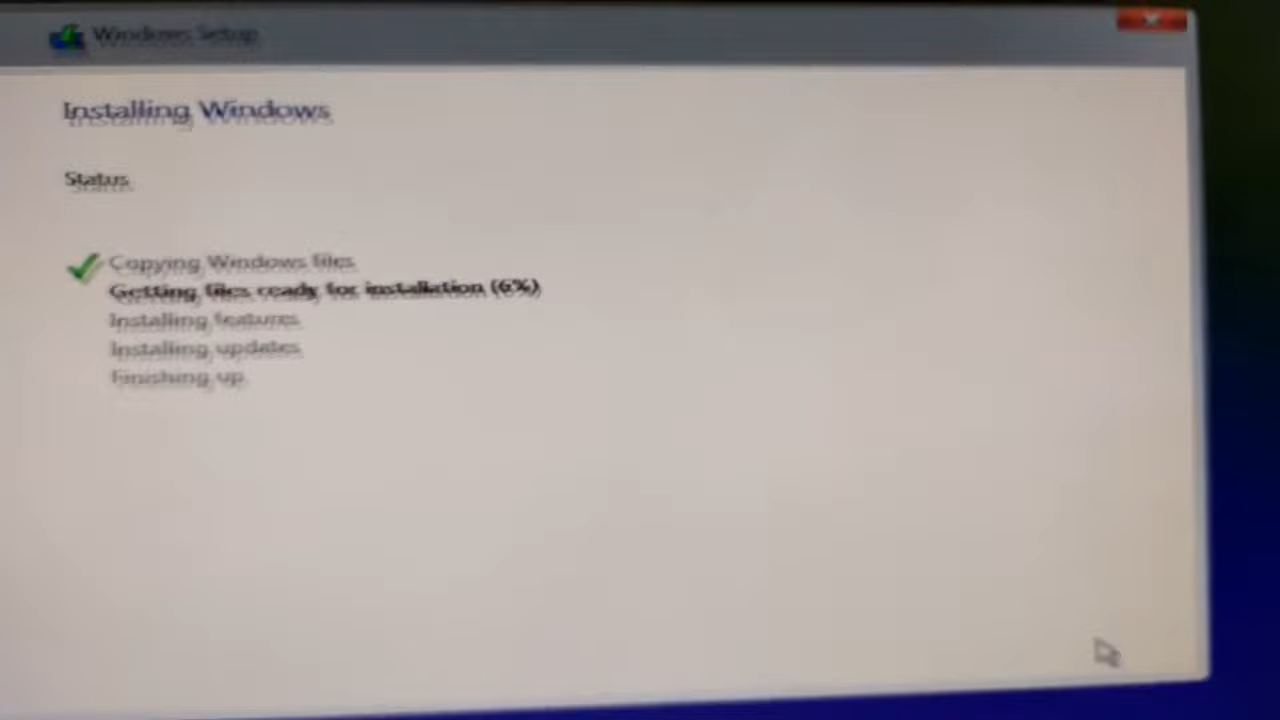 Windows Setup
Installing Windows
Status
Copying Windows files
Getting files ready for installation (6%)
Installing features
Installing updates
Finishing up